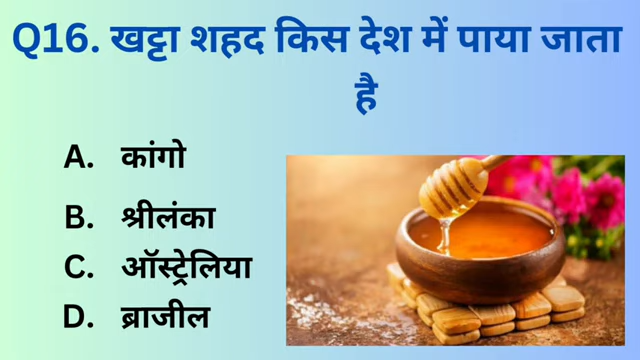 Q16. खट्टा शहद किस देश में पाया जाता
है
A. कांगो
B. श्रीलंका
C. ऑस्ट्रेलिया
D. ब्राजील